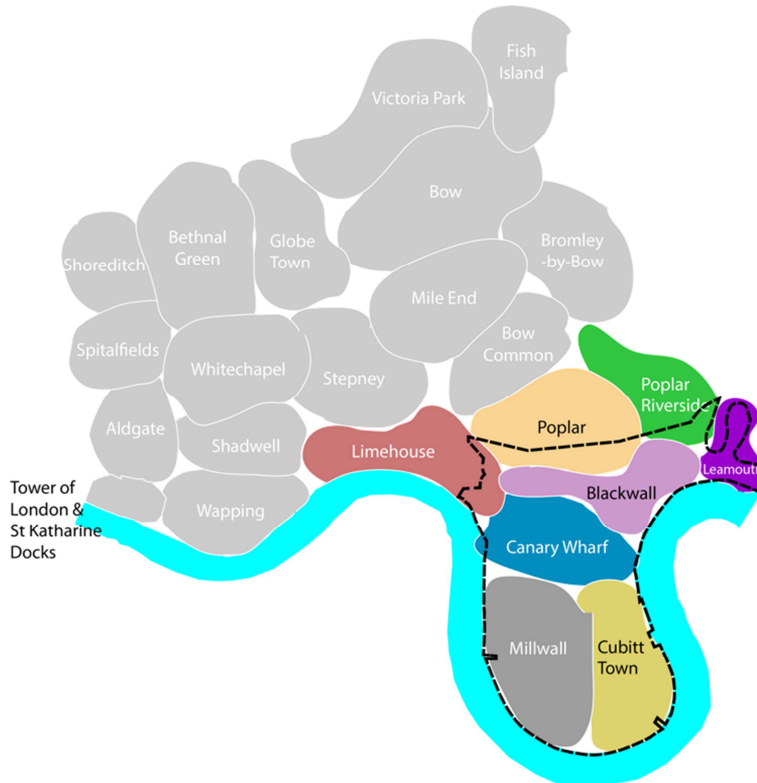 Fish
Island
Victoria Park
Bow
Bethnal
Green
Globe
Town
Shoreditch
Bromley
-by-Bow
Mile End
Spitalfields
Whitechapel
Stepney
Bow
Common
Poplar
Riverside
Aldgate
Shadwell
Limehouse
Poplar
Leamouth
Tower of
London &
St Katharine
Docks
Wapping
Blackwall
Canary Wharf
Millwall
Cubitt
Town